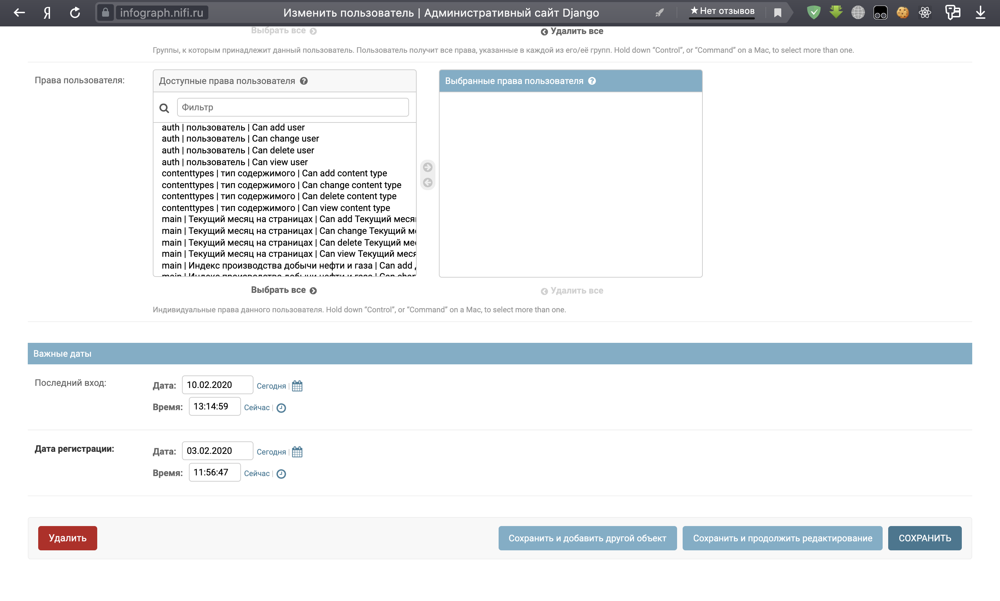 Я
infograph.nifi.ru
Изменить пользователь | Административный сайт Django
★Нет отзывов
Выбрать все
Удалить все
Группы, к которым принадлежит данный пользователь. Пользователь получит все права, указанные в каждой из его/её групп. Hold down “Control”, or “Command” on a Mac, to select more than one.
Права пользователя:
Доступные права пользователя ?
Фильтр
auth | пользователь | Can add user
auth | пользователь | Can change user
auth | пользователь | Can delete user
auth | пользователь | Can view user
contenttypes | тип содержимого | Can add content type
contenttypes | тип содержимого | Can change content type
contenttypes | тип содержимого | Can delete content type
contenttypes | тип содержимого | Can view content type
main | Текущий месяц на страницах | Can add Текущий меся
main | Текущий месяц на страницах | Can change Текущий м
main | Текущий месяц на страницах | Can delete Текущий ме
main | Текущий месяц на страницах | Can view Текущий меся
main | Индекс производства добычи нефти и газа | Can add
main | Индекс производства добычи нефти и газа | Can chan
Выбранные права пользователя ?
Выбрать все
Удалить все
Индивидуальные права данного пользователя. Hold down “Control”, or “Command” on a Mac, to select more than one.
Важные даты
Последний вход:
Дата: 10.02.2020 Сегодня |
Время: 13:14:59 Сейчас |
Дата регистрации:
Дата: 03.02.2020 Сегодня |
Время: 11:56:47 Сейчас |
Удалить
Сохранить и добавить другой объект
Сохранить и продолжить редактирование
СОХРАНИТЬ